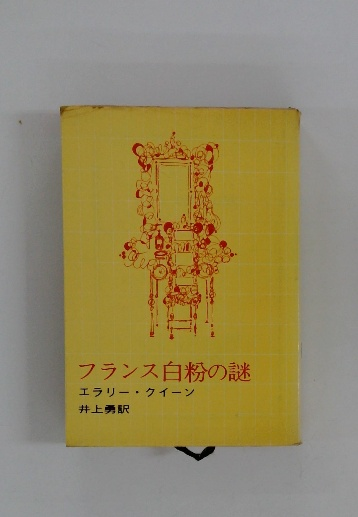 フランス白粉の謎
エラリー・クイーン
井上勇訳